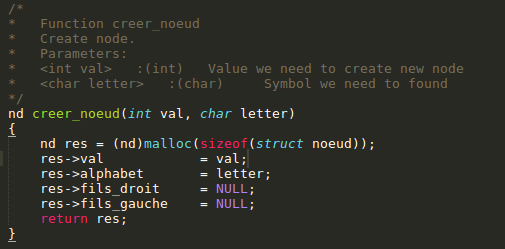 /*
*   Function creer_noeud
*   Create node.
*   Parameters:
*   <int val>   :(int)   Value we need to create new node
*   <char letter>   :(char)     Symbol we need to found
*/
nd creer_noeud(int val, char letter)
{
    nd res = (nd)malloc(sizeof(struct noeud));
    res->val            = val;
    res->alphabet       = letter;
    res->fils_droit     = NULL;
    res->fils_gauche    = NULL;
    return res;
}